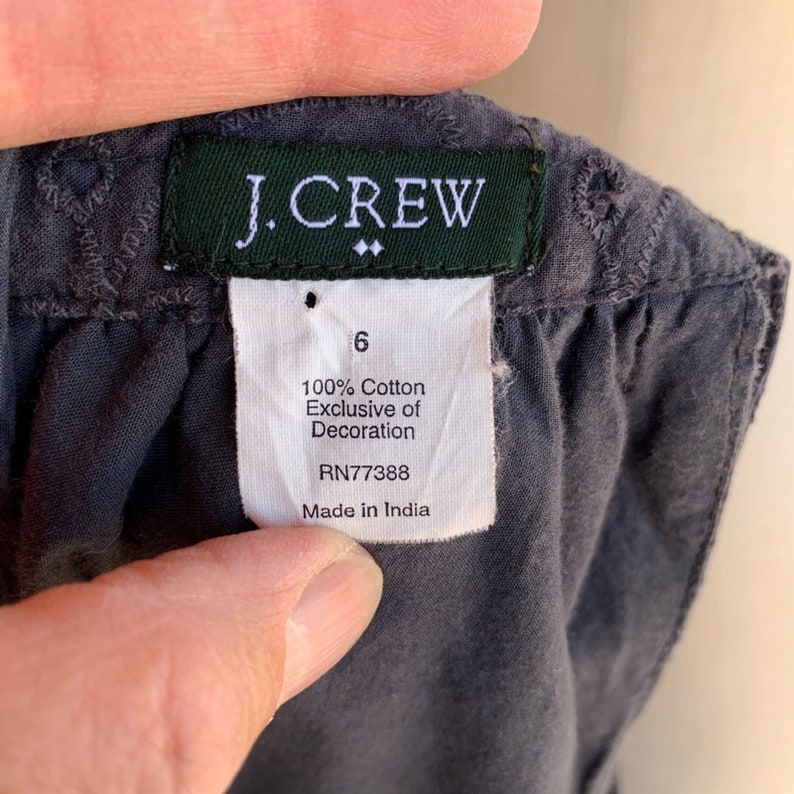 J.CREW
6
100% Cotton
Exclusive of
Decoration
RN77388
Made in India